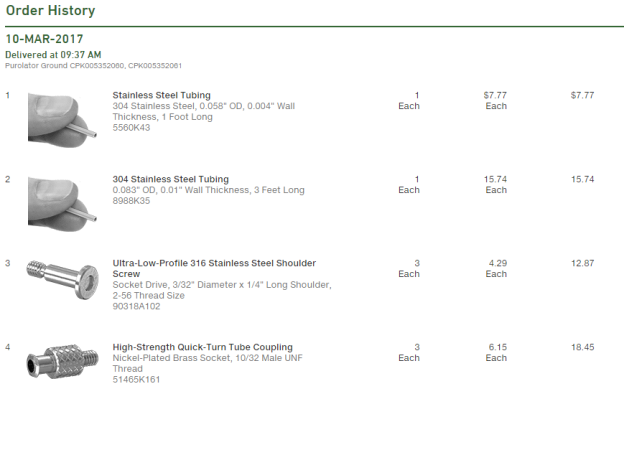 Order History
10-MAR-2017
Delivered at 09:37 AM
Purolator Ground CPK005352060, CPK005352061
1 Stainless Steel Tubing 1 $7.77 $7.77
304 Stainless Steel, 0.058" OD, 0.004" Wall Each Each
Thickness, 1 Foot Long
5560K43
2 304 Stainless Steel Tubing 1 15.74 15.74
0.083" OD, 0.01" Wall Thickness, 3 Feet Long Each Each
8988K35
3 Ultra-Low-Profile 316 Stainless Steel Shoulder 3 4.29 12.87
Screw Each Each
Socket Drive, 3/32" Diameter x 1/4" Long Shoulder,
2-56 Thread Size
90318A102
4 High-Strength Quick-Turn Tube Coupling 3 6.15 18.45
Nickel-Plated Brass Socket, 10/32 Male UNF Each Each
Thread
51465K161